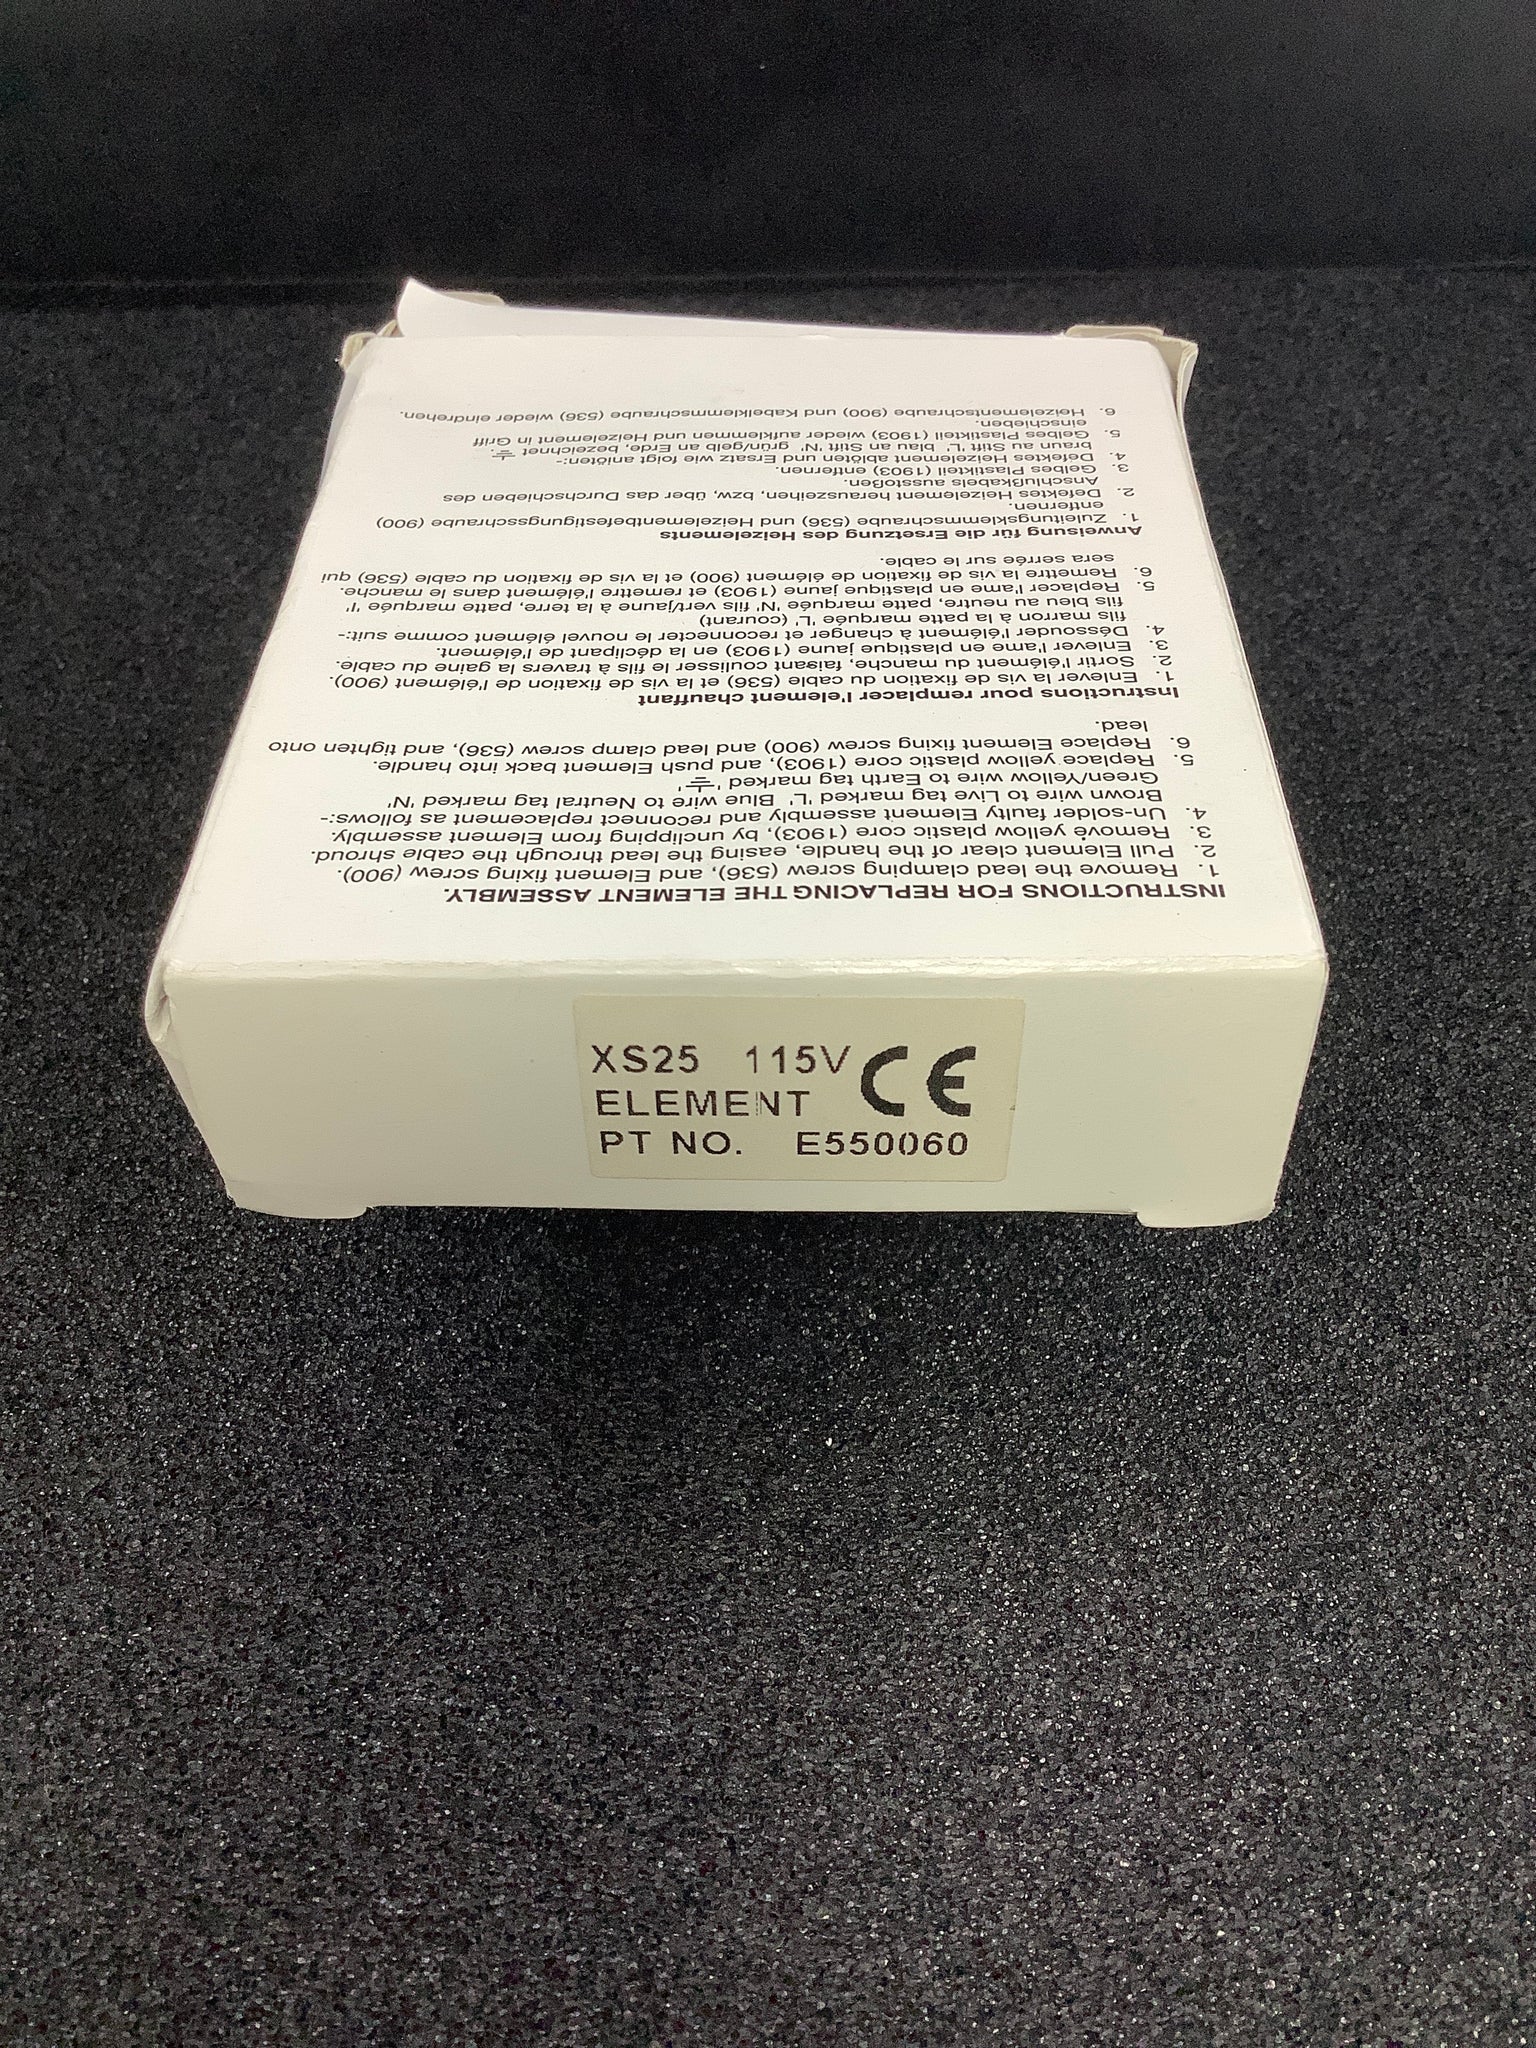 INSTRUCTIONS FOR REPLACING THE ELEMENT ASSEMBLY.
1. Remove the lead clamping screw (536), and Element fixing screw (900).
2. Pull Element clear of the handle, easing the lead through the cable shroud.
3. Remove yellow plastic core (1903), by unclipping from Element assembly.
4. Un-solder faulty Element assembly and reconnect replacement as follows:-
Brown wire to Live tag marked 'L' Blue wire to Neutral tag marked 'N'
Green/Yellow wire to Earth tag marked '⏚'
5. Replace yellow plastic core (1903), and push Element back into handle.
6. Replace Element fixing screw (900) and lead clamp screw (536), and tighten onto
lead.
Instructions pour remplacer l'element chauffant
1. Enlever la vis de fixation du cable (536) et la vis de fixation de l'élément (900).
2. Sortir l'élément du manche, faisant coulisser le fils à travers la gaine du cable.
3. Enlever l'ame en plastique jaune (1903) en la déclipant de l'élément.
4. Déssouder l'élément à changer et reconnecter le nouvel élément comme suit:-
fils marron à la patte marquée 'L' (courant)
fils bleu au neutre, patte marquée 'N' fils vert/jaune à la terre, patte marquée 'I'
5. Replacer l'ame en plastique jaune (1903) et remettre l'élément dans le manche.
6. Remettre la vis de fixation de élément (900) et la vis de fixation du cable (536) qui
sera serrée sur le cable.
Anweisung für die Ersetzung des Heizelements
1. Zuleitungsklemmschraube (536) und Heizelementbefestigungsschraube (900)
entfernen.
2. Defektes Heizelement herauszeihen, bzw, über das Durchschieben des
Anschlußkabels ausstoßen.
3. Gelbes Plastikteil (1903) entfernen.
4. Defektes Heizelement ablöten und Ersatz wie folgt anlöten:-
braun au Stift 'L' blau an Stift 'N' grün/gelb an Erde, bezeichnet '⏚'
5. Gelbes Plastikteil (1903) wieder aufklemmen und Heizelement in Griff
einschieben.
6. Heizelementschraube (900) und Kabelklemmschraube (536) wieder eindrehen.
XS25 115V CE
ELEMENT
PT NO. E550060